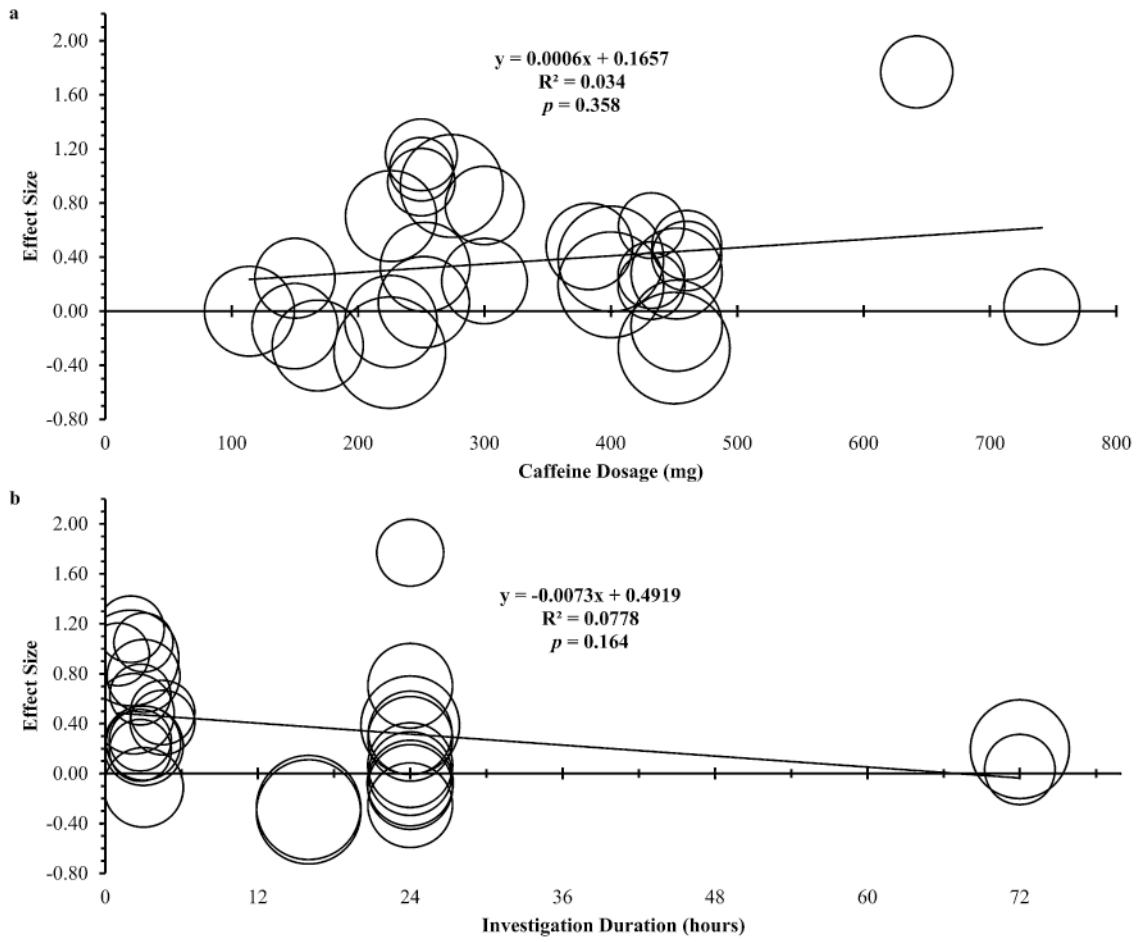 a
2.00
1.60
1.20
0.80
0.40
0.00
-0.40
-0.80
Effect Size
y = 0.0006x + 0.1657
R² = 0.034
p = 0.358
0 100 200 300 400 500 600 700 800
Caffeine Dosage (mg)
b
2.00
1.60
1.20
0.80
0.40
0.00
-0.40
-0.80
Effect Size
y = -0.0073x + 0.4919
R² = 0.0778
p = 0.164
0 12 24 36 48 60 72
Investigation Duration (hours)